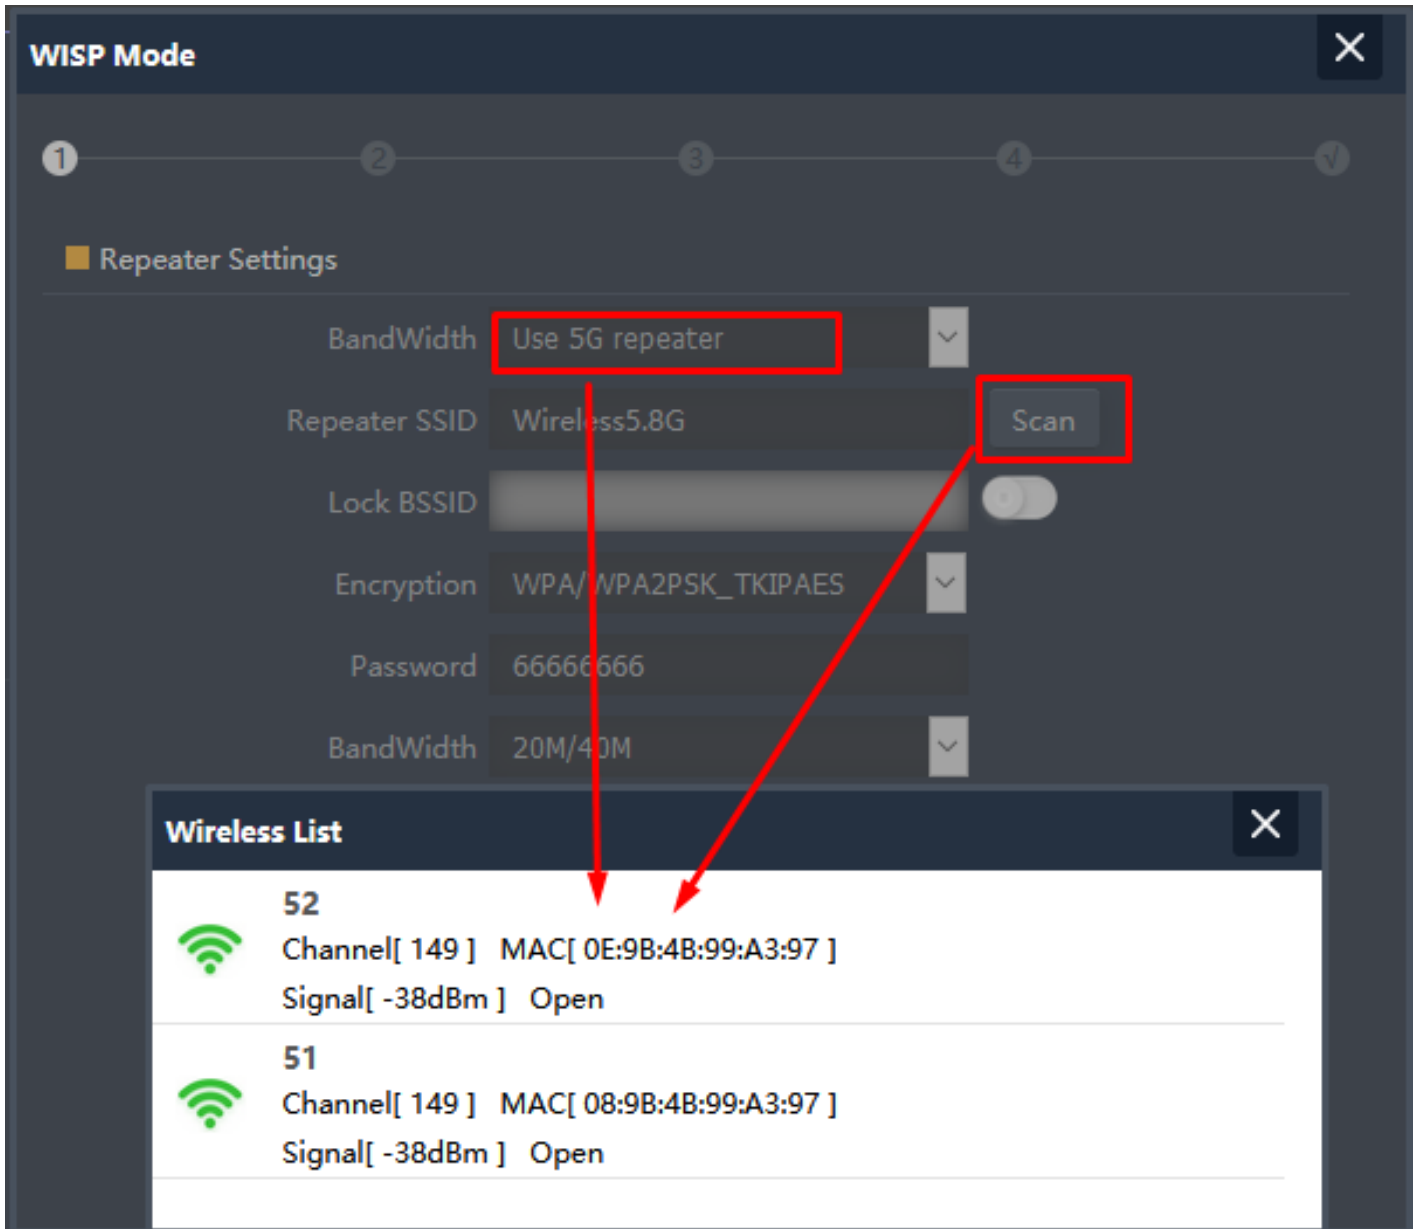 WISP Mode
1 2 3 4 √
Repeater Settings
BandWidth Use 5G repeater
Repeater SSID Wireless5.8G Scan
Lock BSSID
Encryption WPA/WPA2PSK_TKIPAES
Password 66666666
BandWidth 20M/40M
Wireless List
52
Channel[ 149 ] MAC[ 0E:9B:4B:99:A3:97 ]
Signal[ -38dBm ] Open
51
Channel[ 149 ] MAC[ 08:9B:4B:99:A3:97 ]
Signal[ -38dBm ] Open